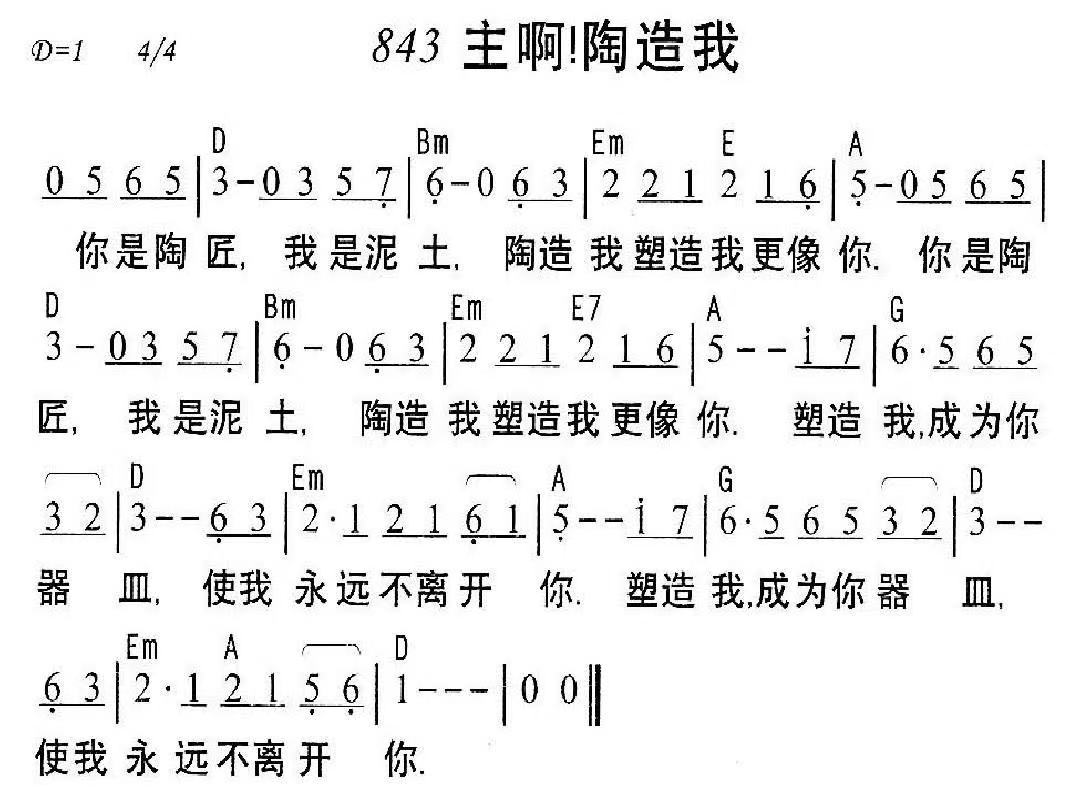 D=1 4/4 843 主啊!陶造我
D Bm Em E A
0 5 6 5 | 3 - 0 3 5 7̣ | 6̣ - 0 6̣ 3 | 2 2 1 2 1 6̣ | 5̣ - 0 5 6 5 |
你是陶 匠, 我是泥 土, 陶造 我 塑造我更像 你. 你是陶
D Bm Em E7 A G
3 - 0 3 5 7̣ | 6̣ - 0 6̣ 3 | 2 2 1 2 1 6 | 5 - - i 7 | 6 · 5 6 5
匠, 我是泥 土, 陶造 我 塑造我更像 你. 塑造 我,成为你
D Em A G D
3 2 | 3 - - 6̣ 3 | 2 · 1 2 1 6̣ 1 | 5̣ - - i 7 | 6 · 5 6 5 3 2 | 3 - -
器 皿, 使我 永远不离开 你. 塑造我,成为你器 皿,
Em A D
6̣ 3 | 2 · 1 2 1 5̣ 6̣ | 1 - - - | 0 0 ‖
使我 永远不离开 你.